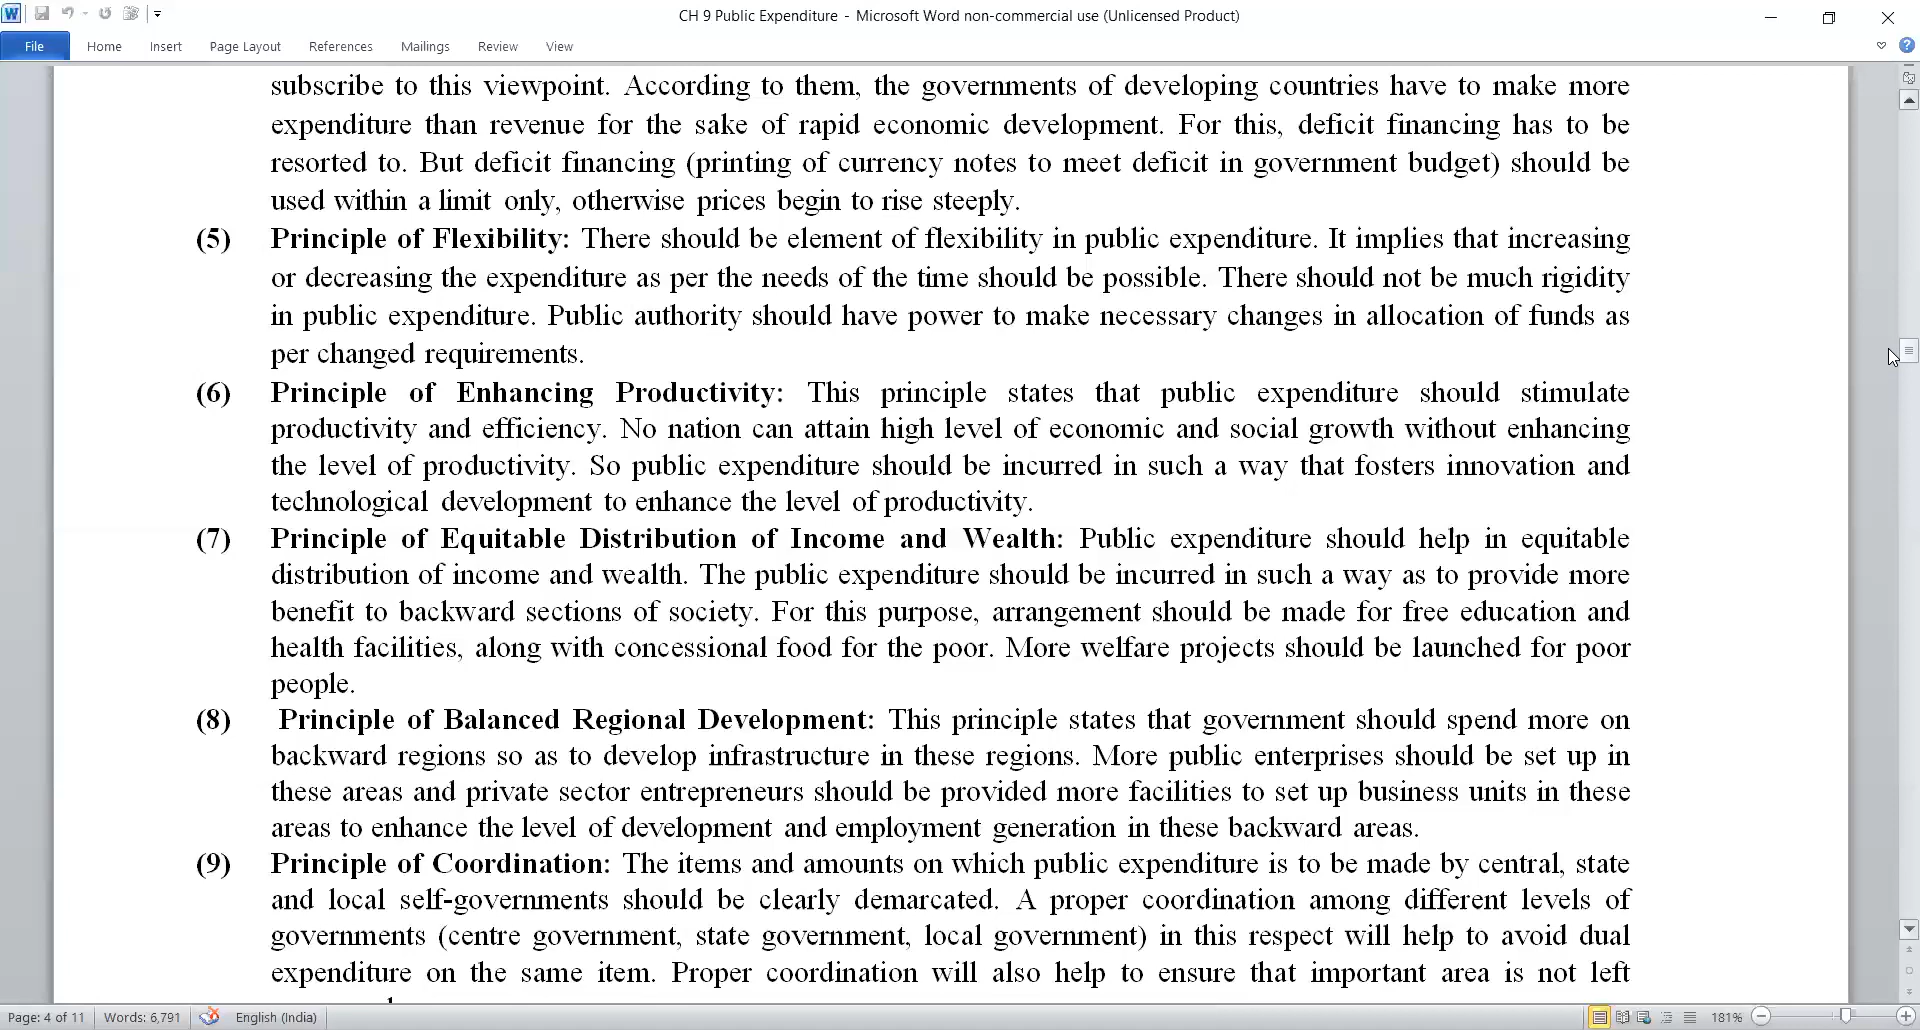 CH 9 Public Expenditure - Microsoft Word non-commercial use (Unlicensed Product)
File Home Insert Page Layout References Mailings Review View
subscribe to this viewpoint. According to them, the governments of developing countries have to make more
expenditure than revenue for the sake of rapid economic development. For this, deficit financing has to be
resorted to. But deficit financing (printing of currency notes to meet deficit in government budget) should be
used within a limit only, otherwise prices begin to rise steeply.
(5) Principle of Flexibility: There should be element of flexibility in public expenditure. It implies that increasing
or decreasing the expenditure as per the needs of the time should be possible. There should not be much rigidity
in public expenditure. Public authority should have power to make necessary changes in allocation of funds as
per changed requirements.
(6) Principle of Enhancing Productivity: This principle states that public expenditure should stimulate
productivity and efficiency. No nation can attain high level of economic and social growth without enhancing
the level of productivity. So public expenditure should be incurred in such a way that fosters innovation and
technological development to enhance the level of productivity.
(7) Principle of Equitable Distribution of Income and Wealth: Public expenditure should help in equitable
distribution of income and wealth. The public expenditure should be incurred in such a way as to provide more
benefit to backward sections of society. For this purpose, arrangement should be made for free education and
health facilities, along with concessional food for the poor. More welfare projects should be launched for poor
people.
(8) Principle of Balanced Regional Development: This principle states that government should spend more on
backward regions so as to develop infrastructure in these regions. More public enterprises should be set up in
these areas and private sector entrepreneurs should be provided more facilities to set up business units in these
areas to enhance the level of development and employment generation in these backward areas.
(9) Principle of Coordination: The items and amounts on which public expenditure is to be made by central, state
and local self-governments should be clearly demarcated. A proper coordination among different levels of
governments (centre government, state government, local government) in this respect will help to avoid dual
expenditure on the same item. Proper coordination will also help to ensure that important area is not left
Page: 4 of 11 Words: 6,791 English (India) 181%